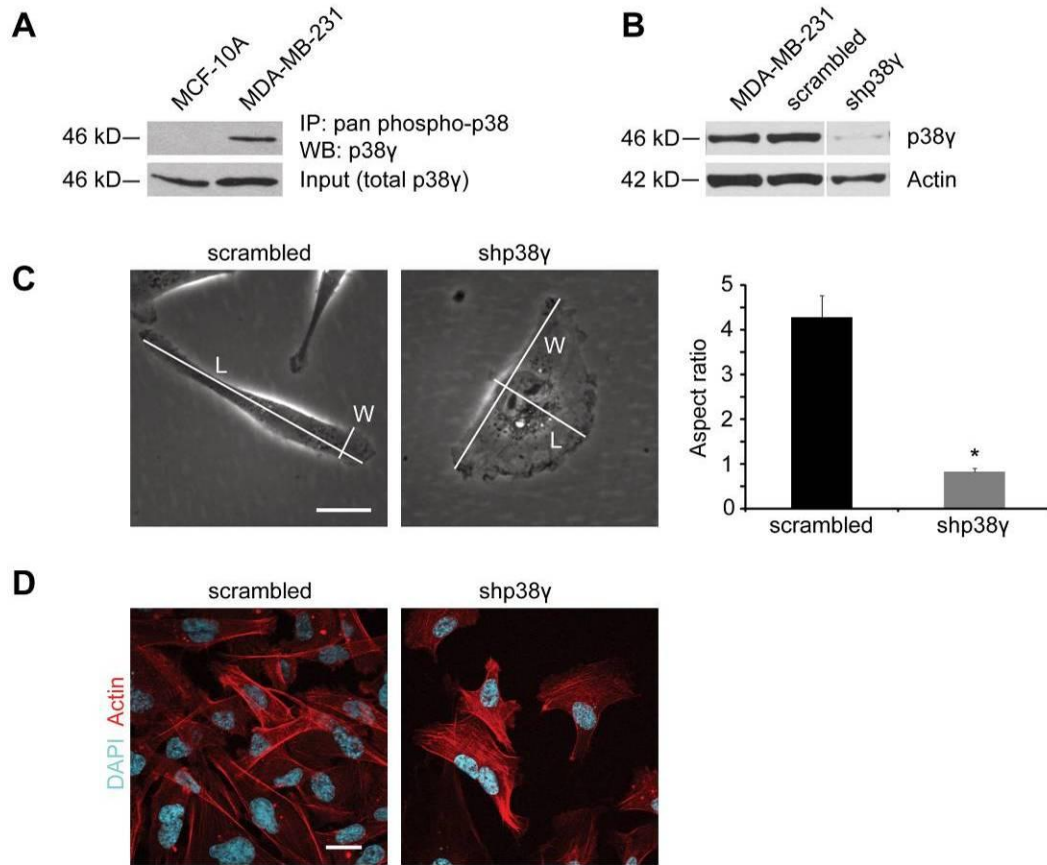 A
MCF-10A
MDA-MB-231
46 kD
IP: pan phospho-p38
WB: p38γ
46 kD
Input (total p38γ)
B
MDA-MB-231
scrambled
shp38γ
46 kD
p38γ
42 kD
Actin
C
scrambled
shp38γ
L
W
W
L
Aspect ratio
5
4
3
2
1
0
*
scrambled
shp38γ
D
scrambled
shp38γ
DAPI Actin